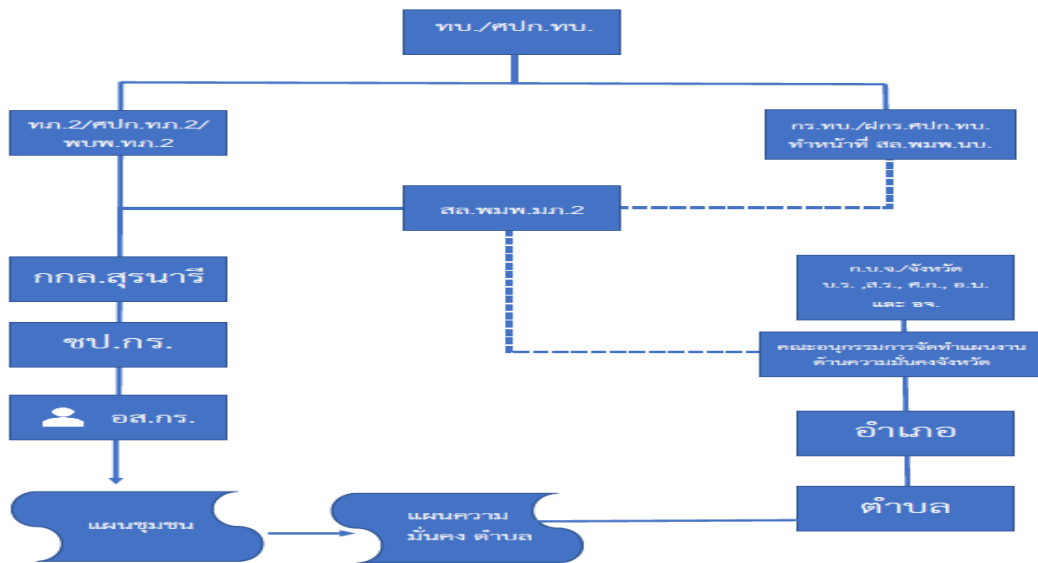 ทบ./ศปก.ทบ.
ทภ.2/ศปก.ทภ.2/
พบพ.ทภ.2
กร.ทบ./ฝกร.ศปก.ทบ.
ทำหน้าที่ สล.พมพ.นบ.
สล.พมพ.มภ.2
กกล.สุรนารี
ก.บ.จ./จังหวัด
บ.ร. ,ส.ร., ศ.ก., อ.บ.
และ อจ.
ชป.กร.
คณะอนุกรรมการจัดทำแผนงาน
ด้านความมั่นคงจังหวัด
อส.กร.
อำเภอ
ตำบล
แผนชุมชน
แผนความ
มั่นคง ตำบล